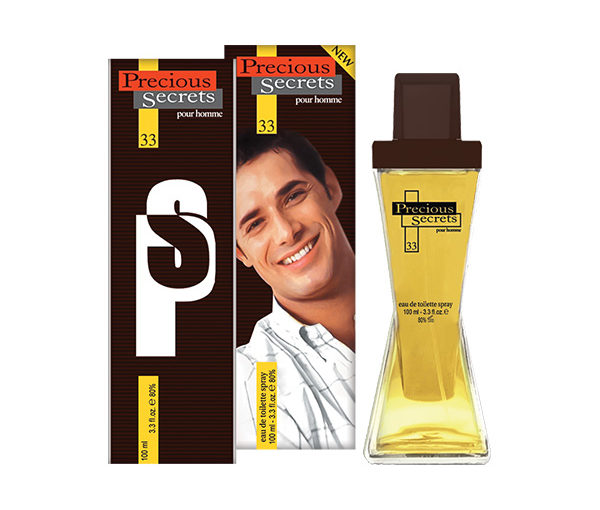 Precious
Secrets
pour homme
33
SP
100 ml 3.3 fl.oz. ℮ 80%
NEW
Precious
Secrets
pour homme
33
eau de toilette spray
100 ml - 3.3 fl.oz. ℮ 80%
Precious
Secrets
pour homme
33
eau de toilette spray
100 ml - 3.3 fl.oz. ℮
80%